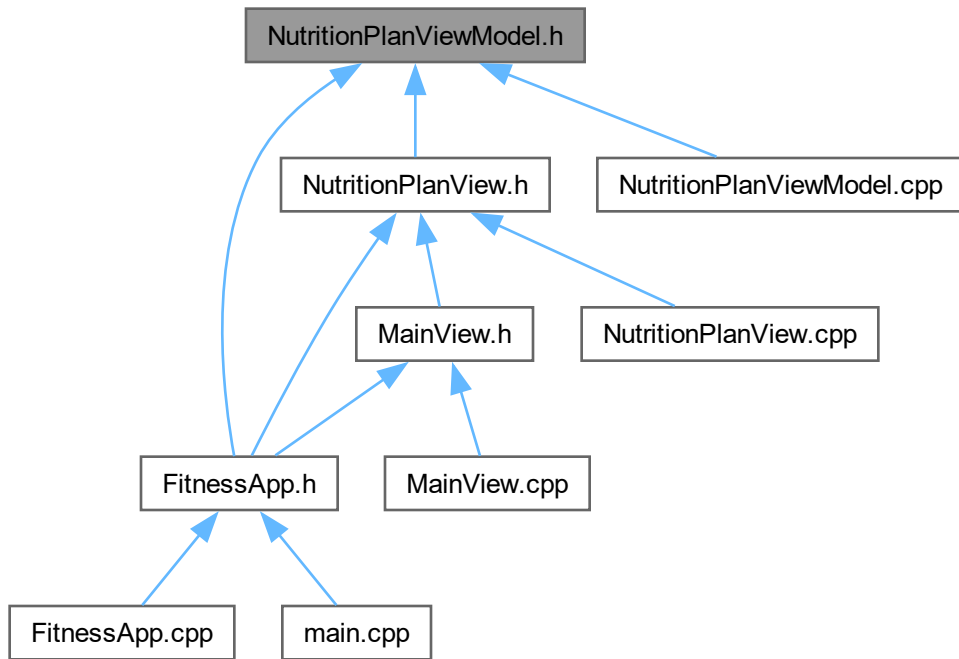 NutritionPlanViewModel.h
NutritionPlanView.h
NutritionPlanViewModel.cpp
MainView.h
NutritionPlanView.cpp
FitnessApp.h
MainView.cpp
FitnessApp.cpp
main.cpp